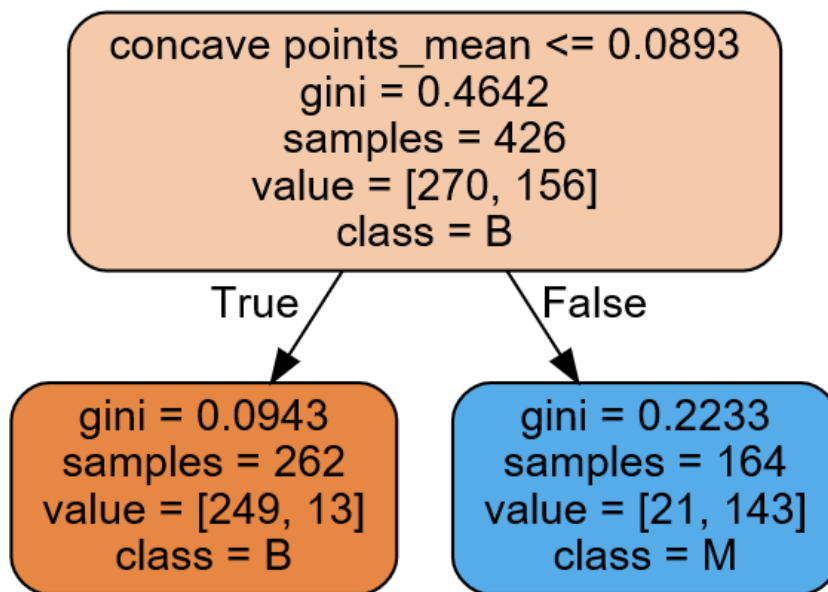 concave points_mean <= 0.0893
gini = 0.4642
samples = 426
value = [270, 156]
class = B
True
False
gini = 0.0943
samples = 262
value = [249, 13]
class = B
gini = 0.2233
samples = 164
value = [21, 143]
class = M